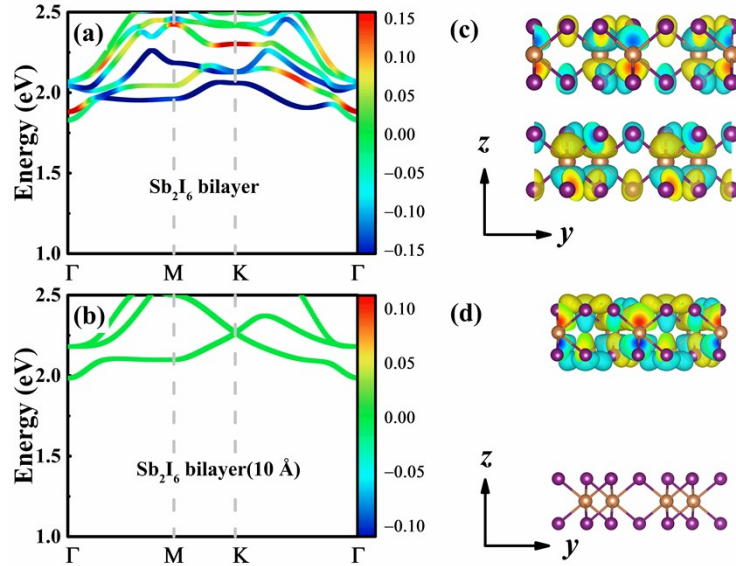 (a)
Energy (eV)
2.5
2.0
1.5
1.0
Sb₂I₆ bilayer
Γ M K Γ
0.15
0.10
0.05
0.00
−0.05
−0.10
−0.15
(b)
Energy (eV)
2.5
2.0
1.5
1.0
Sb₂I₆ bilayer(10 Å)
Γ M K Γ
0.10
0.05
0.00
−0.05
−0.10
(c)
z
y
(d)
z
y